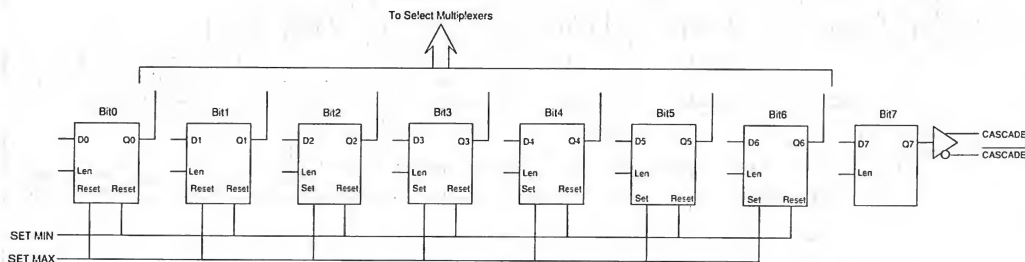 To Select Multiplexers
Bit0 Bit1 Bit2 Bit3 Bit4 Bit5 Bit6 Bit7
D0 Q0 D1 Q1 D2 Q2 D3 Q3 D4 Q4 D5 Q5 D6 Q6 D7 Q7
CASCADE
CASCADE
Len Len Len Len Len Len Len Len
Reset Reset Reset Reset Set Reset Set Reset Set Reset Set Reset Set Reset
SET MIN
SET MAX